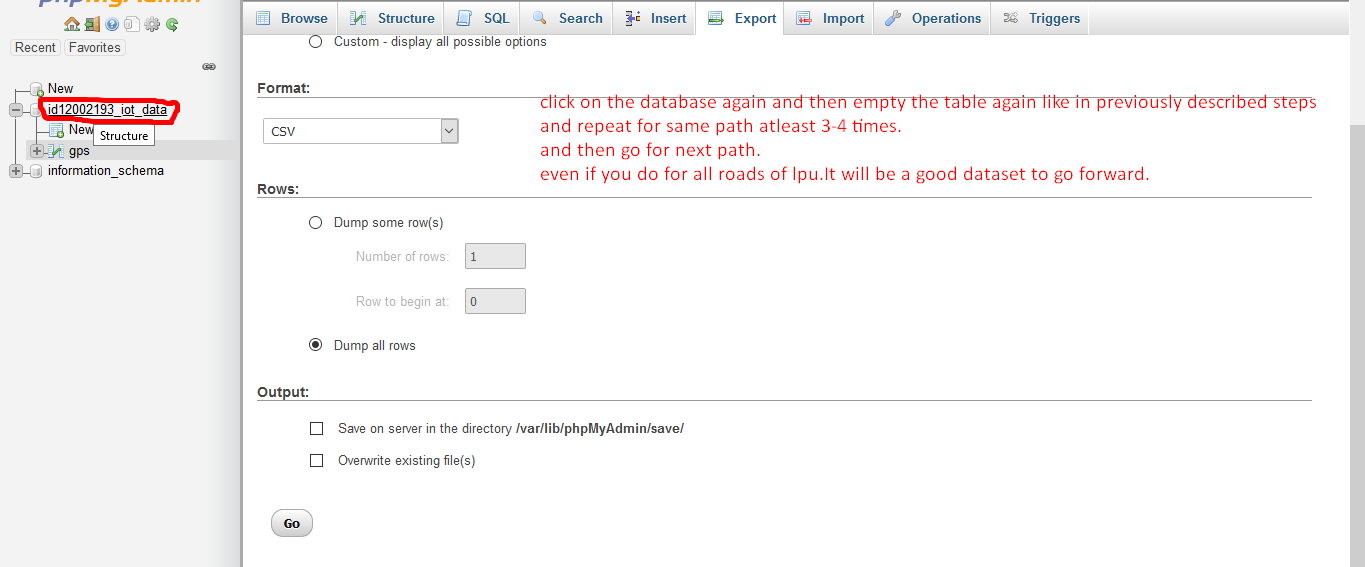 phpMyAdmin
Browse Structure SQL Search Insert Export Import Operations Triggers
Recent Favorites
Custom - display all possible options
New
id12002193_iot_data
New
Structure
gps
information_schema
Format:
click on the database again and then empty the table again like in previously described steps
and repeat for same path atleast 3-4 times.
and then go for next path.
even if you do for all roads of lpu.It will be a good dataset to go forward.
CSV
Rows:
Dump some row(s)
Number of rows: 1
Row to begin at: 0
Dump all rows
Output:
Save on server in the directory /var/lib/phpMyAdmin/save/
Overwrite existing file(s)
Go